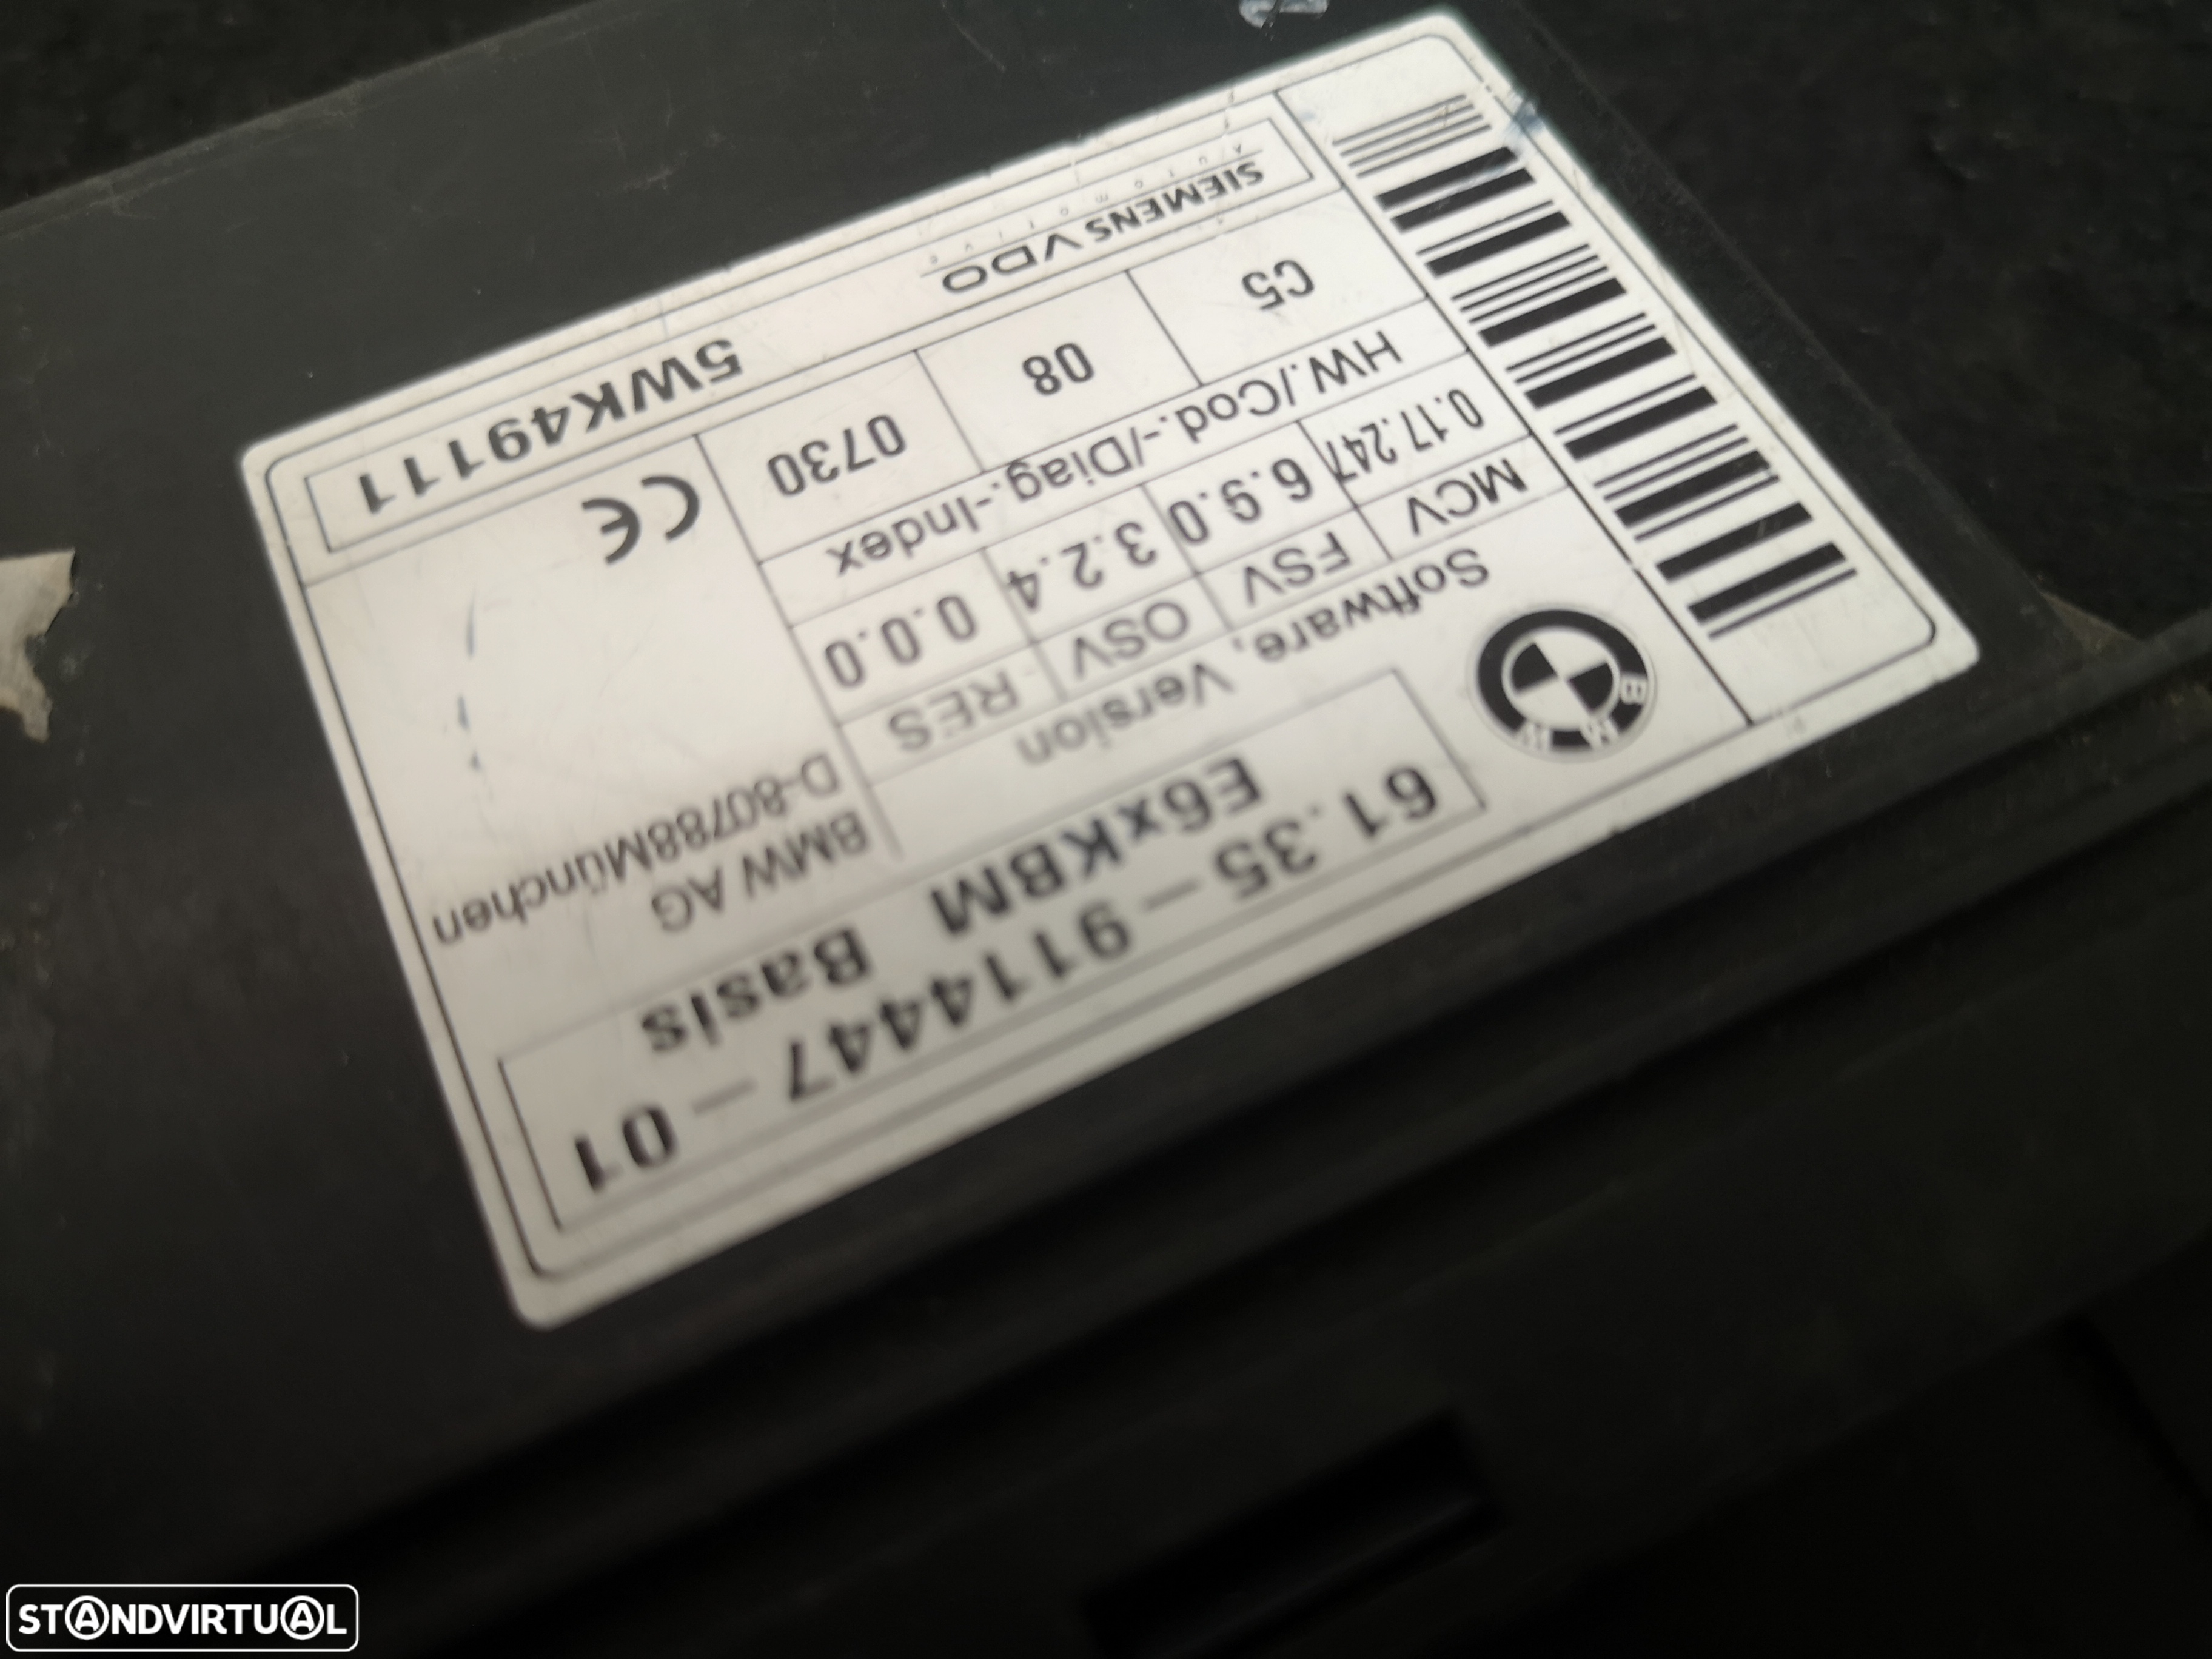 61.35-9114447-01
E6xKBM Basis
BMW
Software, Version
BMW AG
D-80788München
MCV FSV OSV RES
0.17.247 6.9.0 3.2.4 0.0.0
HW./Cod.-/Diag.-Index
C5 08 0730
CE
SIEMENS VDO
Automotive
5WK49111
STANDVIRTUAL